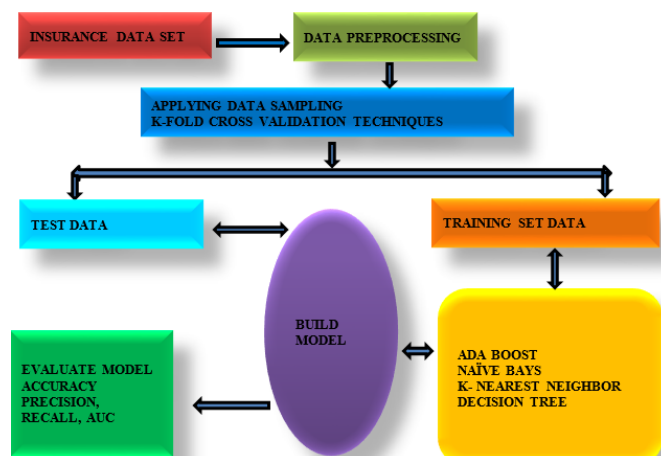 INSURANCE DATA SET
DATA PREPROCESSING
APPLYING DATA SAMPLING
K-FOLD CROSS VALIDATION TECHNIQUES
TEST DATA
TRAINING SET DATA
BUILD
MODEL
EVALUATE MODEL
ACCURACY
PRECISION,
RECALL, AUC
ADA BOOST
NAÏVE BAYS
K- NEAREST NEIGHBOR
DECISION TREE